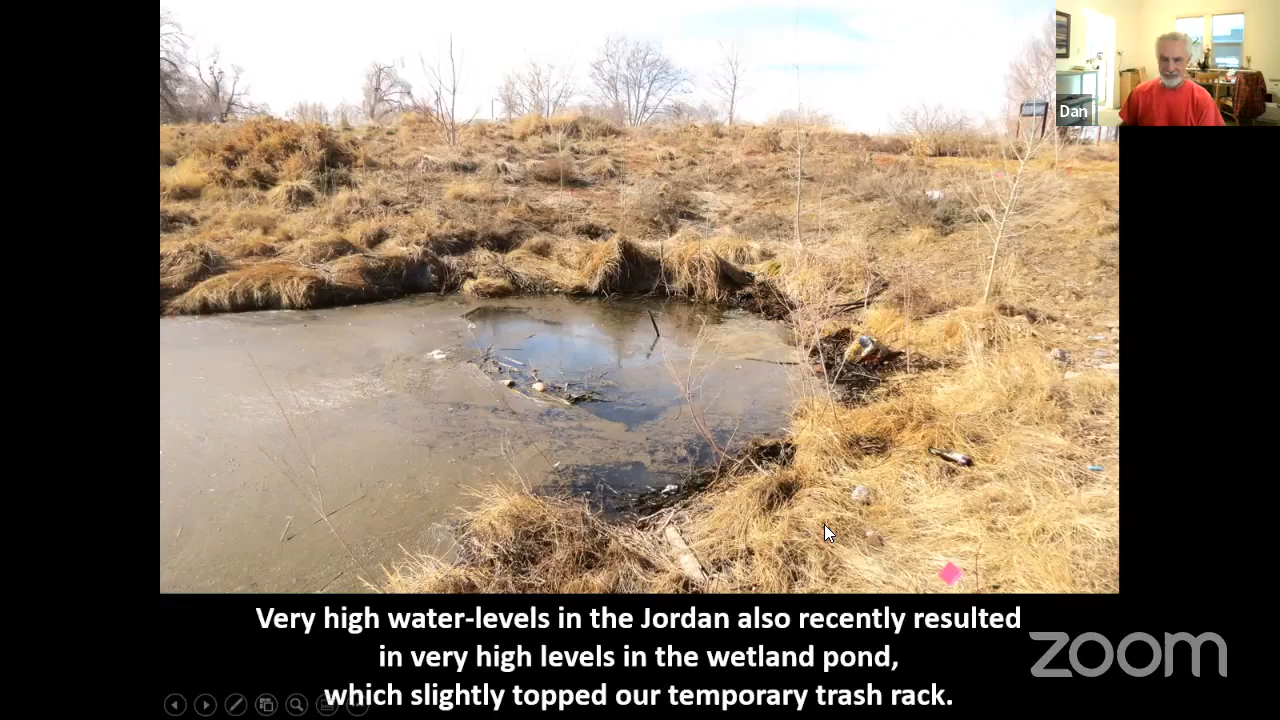 Dan
Very high water-levels in the Jordan also recently resulted
in very high levels in the wetland pond,
which slightly topped our temporary trash rack.
zoom